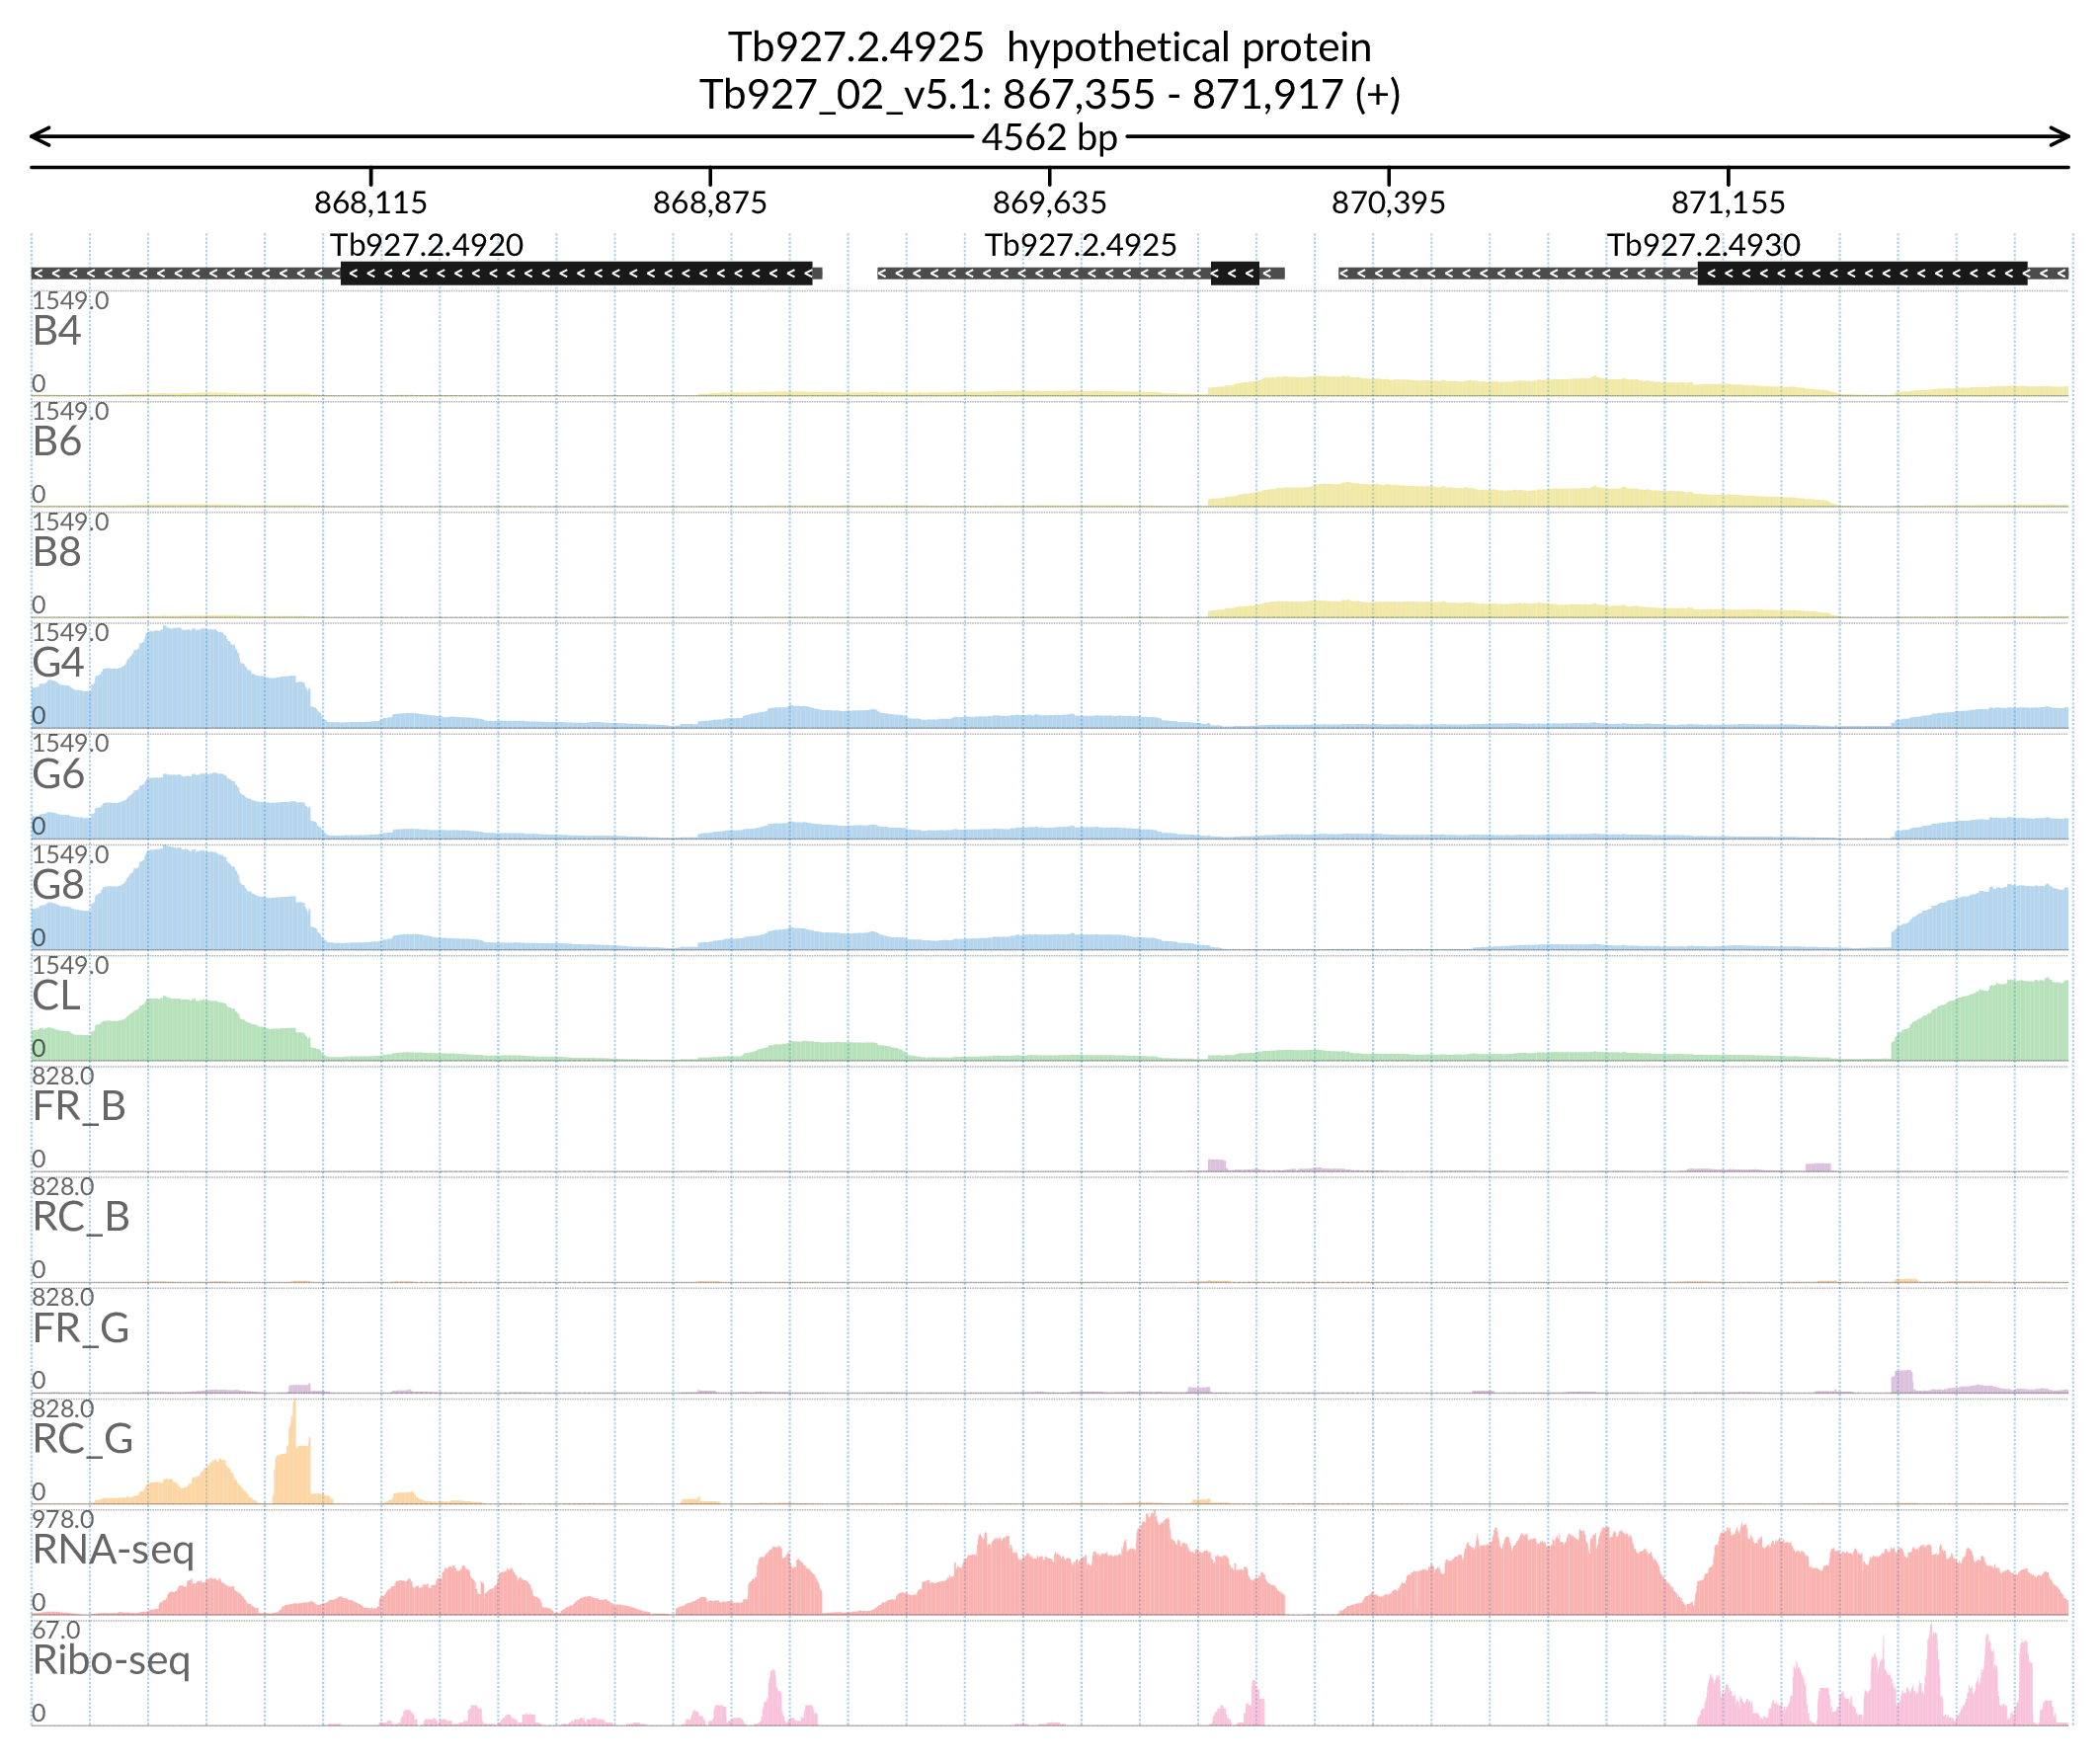 Tb927.2.4925  hypothetical protein
Tb927_02_v5.1: 867,355 - 871,917 (+)
4562 bp
868,115 868,875 869,635 870,395 871,155
Tb927.2.4920 Tb927.2.4925 Tb927.2.4930
1549.0
B4
0
1549.0
B6
0
1549.0
B8
0
1549.0
G4
0
1549.0
G6
0
1549.0
G8
0
1549.0
CL
0
828.0
FR_B
0
828.0
RC_B
0
828.0
FR_G
0
828.0
RC_G
0
978.0
RNA-seq
0
67.0
Ribo-seq
0